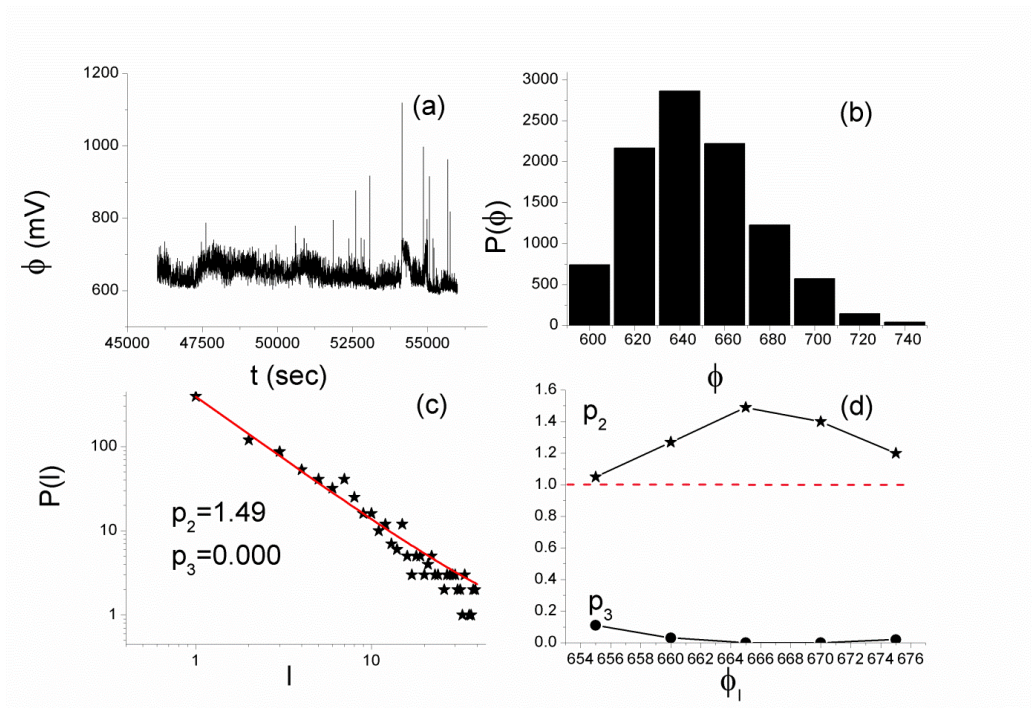 1200
1000
800
600
ϕ (mV)
(a)
45000 47500 50000 52500 55000
t (sec)
3000
2500
2000
1500
1000
500
0
P(ϕ)
(b)
600 620 640 660 680 700 720 740
ϕ
100
10
1
P(l)
(c)
p2=1.49
p3=0.000
1 10
l
1.6
1.4
1.2
1.0
0.8
0.6
0.4
0.2
0.0
(d)
p2
p3
654 656 658 660 662 664 666 668 670 672 674 676
ϕl